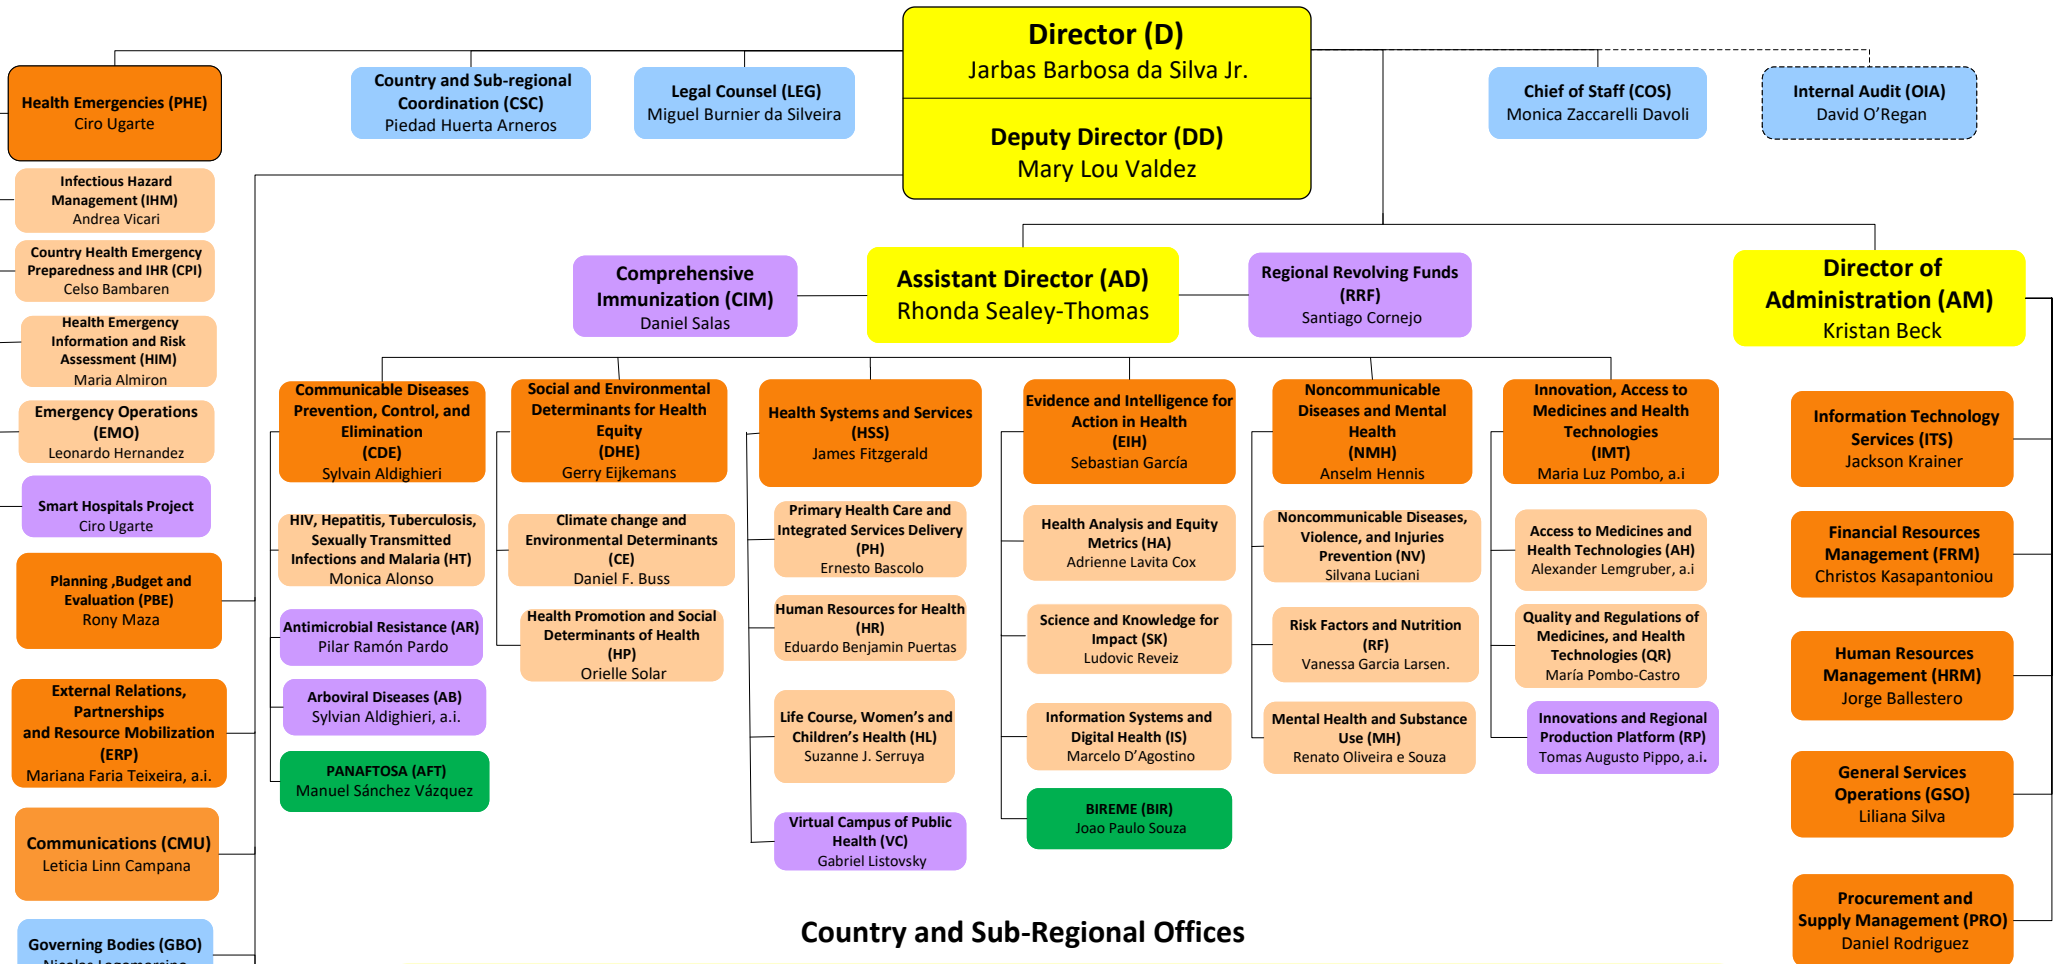 Director (D)
Jarbas Barbosa da Silva Jr.
Deputy Director (DD)
Mary Lou Valdez
Health Emergencies (PHE)
Ciro Ugarte
Country and Sub-regional
Coordination (CSC)
Piedad Huerta Arneros
Legal Counsel (LEG)
Miguel Burnier da Silveira
Chief of Staff (COS)
Monica Zaccarelli Davoli
Internal Audit (OIA)
David O’Regan
Infectious Hazard
Management (IHM)
Andrea Vicari
Country Health Emergency
Preparedness and IHR (CPI)
Celso Bambaren
Health Emergency
Information and Risk
Assessment (HIM)
Maria Almiron
Emergency Operations
(EMO)
Leonardo Hernandez
Smart Hospitals Project
Ciro Ugarte
Planning ,Budget and
Evaluation (PBE)
Rony Maza
External Relations,
Partnerships
and Resource Mobilization
(ERP)
Mariana Faria Teixeira, a.i.
Communications (CMU)
Leticia Linn Campana
Governing Bodies (GBO)
Comprehensive
Immunization (CIM)
Daniel Salas
Assistant Director (AD)
Rhonda Sealey-Thomas
Regional Revolving Funds
(RRF)
Santiago Cornejo
Director of
Administration (AM)
Kristan Beck
Communicable Diseases
Prevention, Control, and
Elimination
(CDE)
Sylvain Aldighieri
HIV, Hepatitis, Tuberculosis,
Sexually Transmitted
Infections and Malaria (HT)
Monica Alonso
Antimicrobial Resistance (AR)
Pilar Ramón Pardo
Arboviral Diseases (AB)
Sylvian Aldighieri, a.i.
PANAFTOSA (AFT)
Manuel Sánchez Vázquez
Social and Environmental
Determinants for Health
Equity
(DHE)
Gerry Eijkemans
Climate change and
Environmental Determinants
(CE)
Daniel F. Buss
Health Promotion and Social
Determinants of Health
(HP)
Orielle Solar
Health Systems and Services
(HSS)
James Fitzgerald
Primary Health Care and
Integrated Services Delivery
(PH)
Ernesto Bascolo
Human Resources for Health
(HR)
Eduardo Benjamin Puertas
Life Course, Women’s and
Children’s Health (HL)
Suzanne J. Serruya
Virtual Campus of Public
Health (VC)
Gabriel Listovsky
Evidence and Intelligence for
Action in Health
(EIH)
Sebastian García
Health Analysis and Equity
Metrics (HA)
Adrienne Lavita Cox
Science and Knowledge for
Impact (SK)
Ludovic Reveiz
Information Systems and
Digital Health (IS)
Marcelo D’Agostino
BIREME (BIR)
Joao Paulo Souza
Noncommunicable
Diseases and Mental
Health
(NMH)
Anselm Hennis
Noncommunicable Diseases,
Violence, and Injuries
Prevention (NV)
Silvana Luciani
Risk Factors and Nutrition
(RF)
Vanessa Garcia Larsen.
Mental Health and Substance
Use (MH)
Renato Oliveira e Souza
Innovation, Access to
Medicines and Health
Technologies
(IMT)
Maria Luz Pombo, a.i
Access to Medicines and
Health Technologies (AH)
Alexander Lemgruber, a.i
Quality and Regulations of
Medicines, and Health
Technologies (QR)
María Pombo-Castro
Innovations and Regional
Production Platform (RP)
Tomas Augusto Pippo, a.i.
Information Technology
Services (ITS)
Jackson Krainer
Financial Resources
Management (FRM)
Christos Kasapantoniou
Human Resources
Management (HRM)
Jorge Ballestero
General Services
Operations (GSO)
Liliana Silva
Procurement and
Supply Management (PRO)
Daniel Rodriguez
Country and Sub-Regional Offices